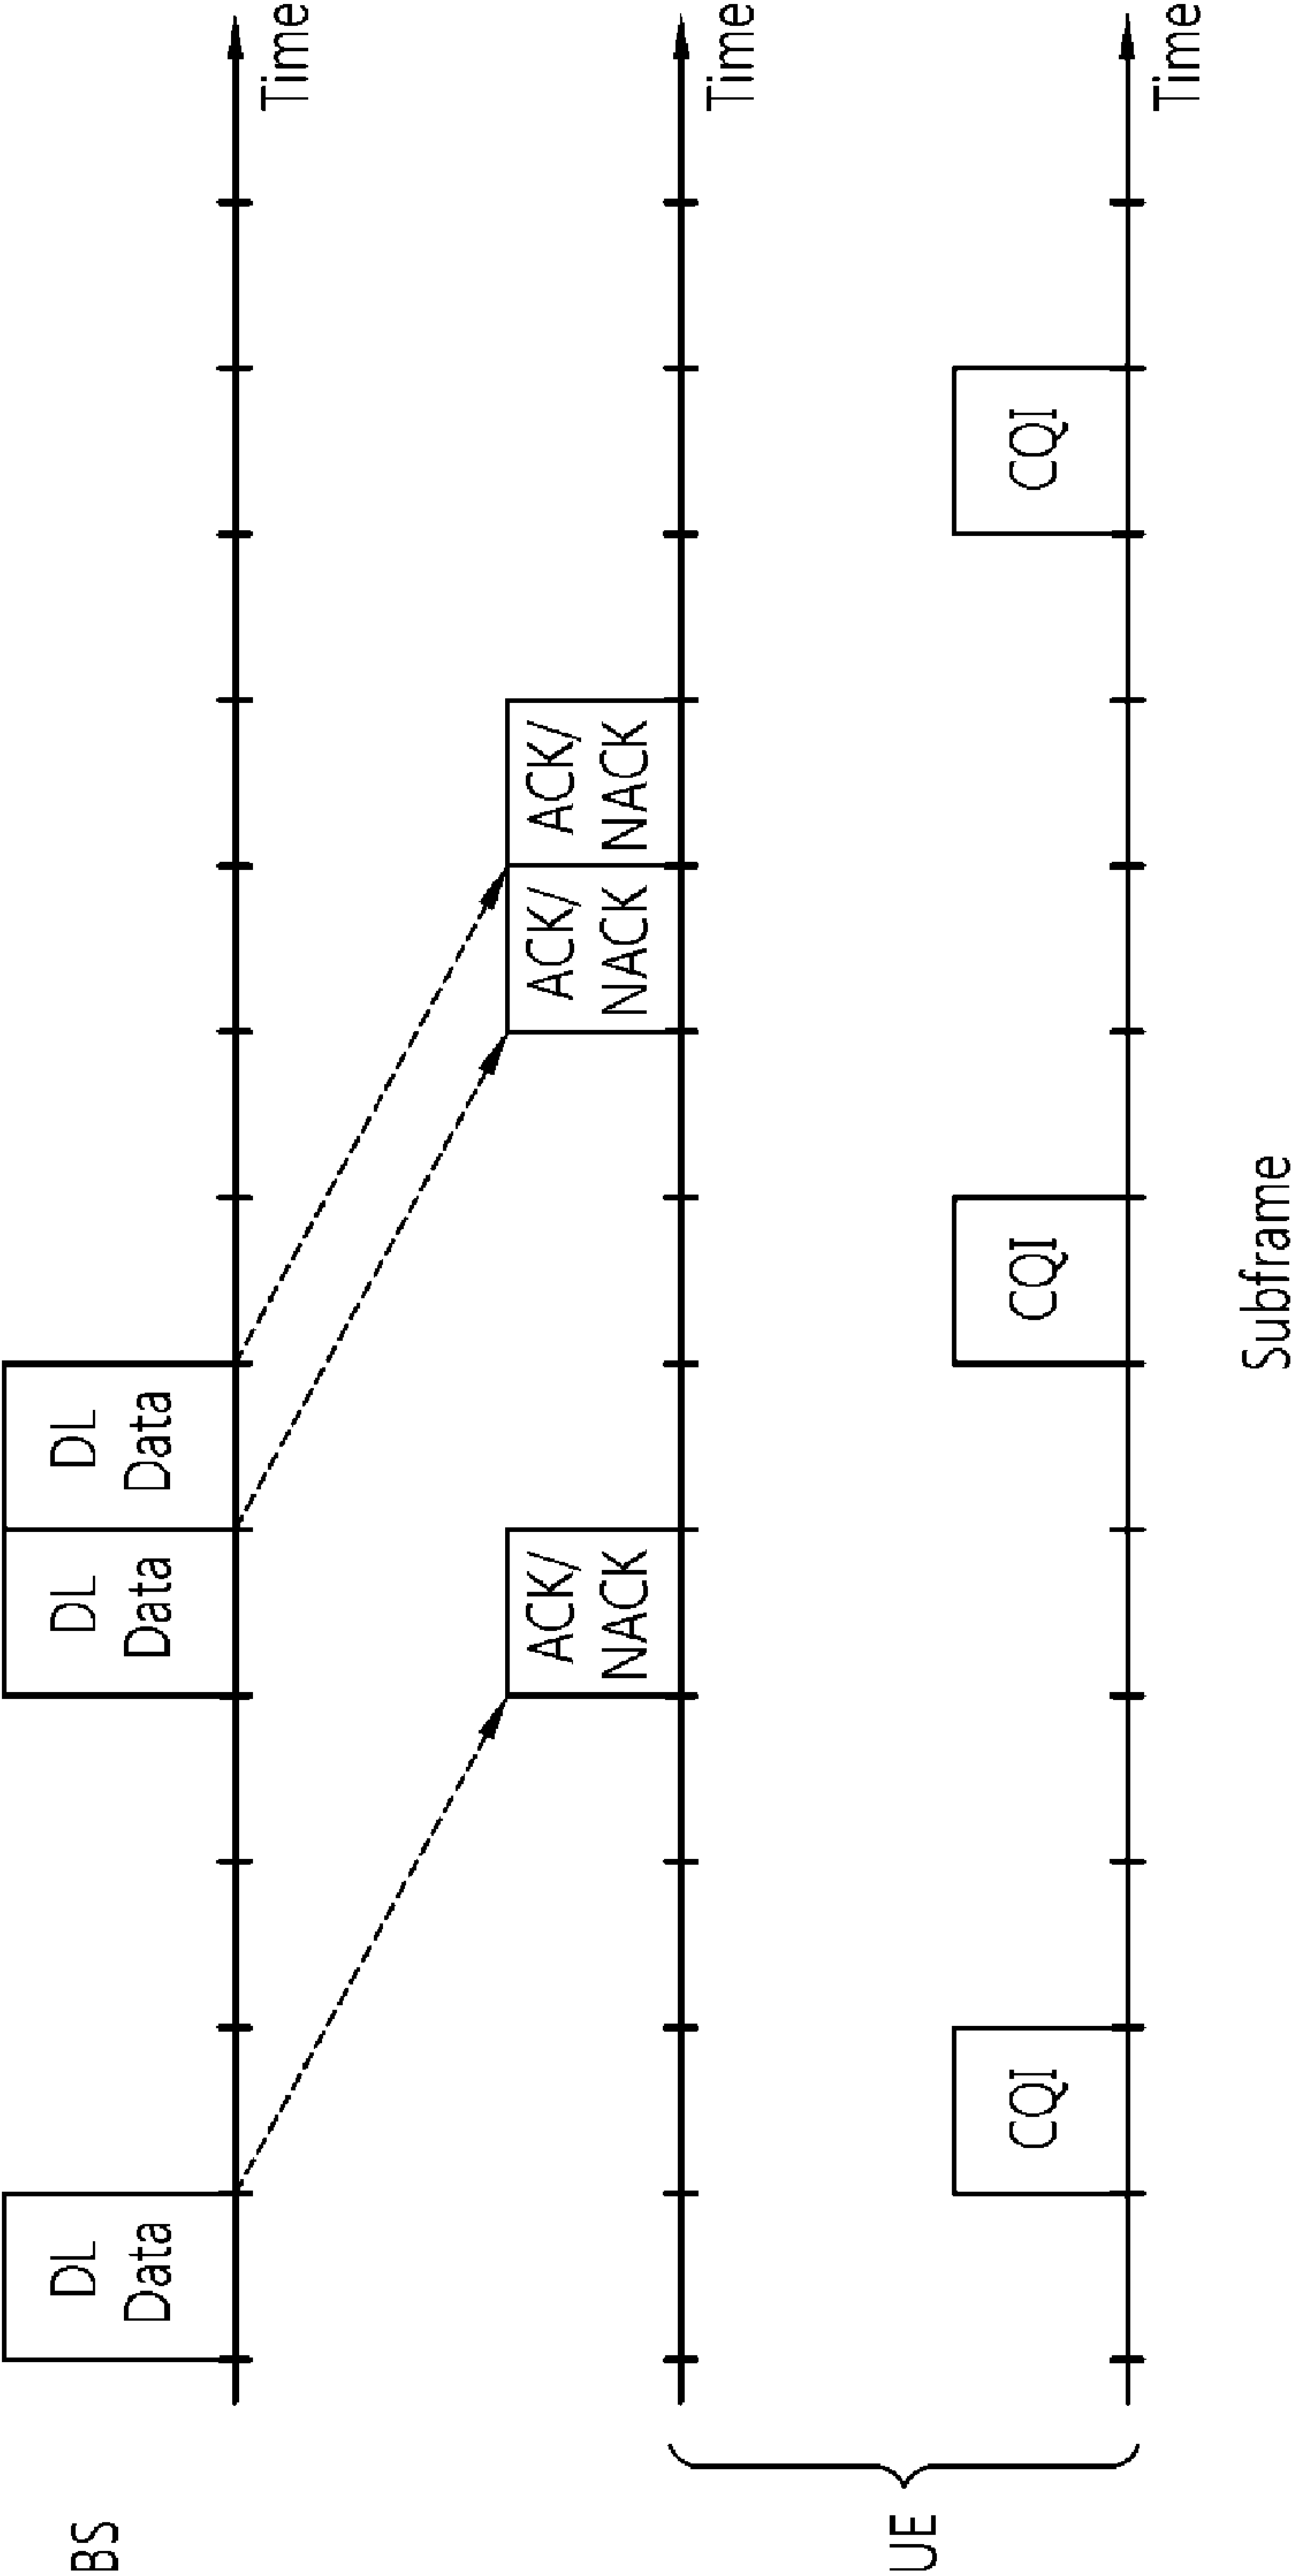 BS
DL
Data
DL
Data
DL
Data
Time
ACK/
NACK
ACK/
NACK
ACK/
NACK
Time
UE
CQI
CQI
CQI
Time
Subframe